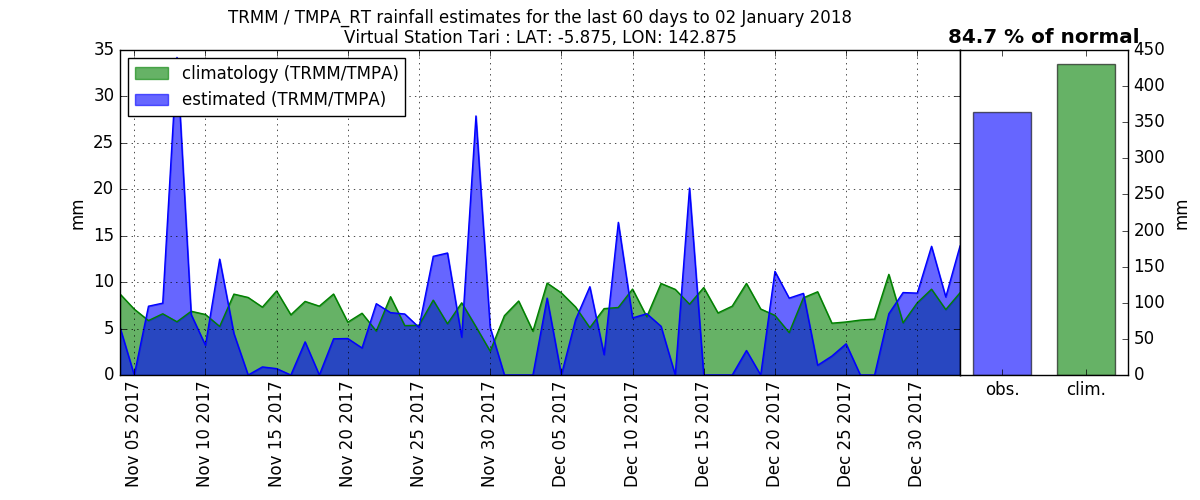 TRMM / TMPA_RT rainfall estimates for the last 60 days to 02 January 2018
Virtual Station Tari : LAT: -5.875, LON: 142.875
84.7 % of normal
climatology (TRMM/TMPA)
estimated (TRMM/TMPA)
mm
35
30
25
20
15
10
5
0
Nov 05 2017
Nov 10 2017
Nov 15 2017
Nov 20 2017
Nov 25 2017
Nov 30 2017
Dec 05 2017
Dec 10 2017
Dec 15 2017
Dec 20 2017
Dec 25 2017
Dec 30 2017
obs.
clim.
450
400
350
300
250
200
150
100
50
0
mm